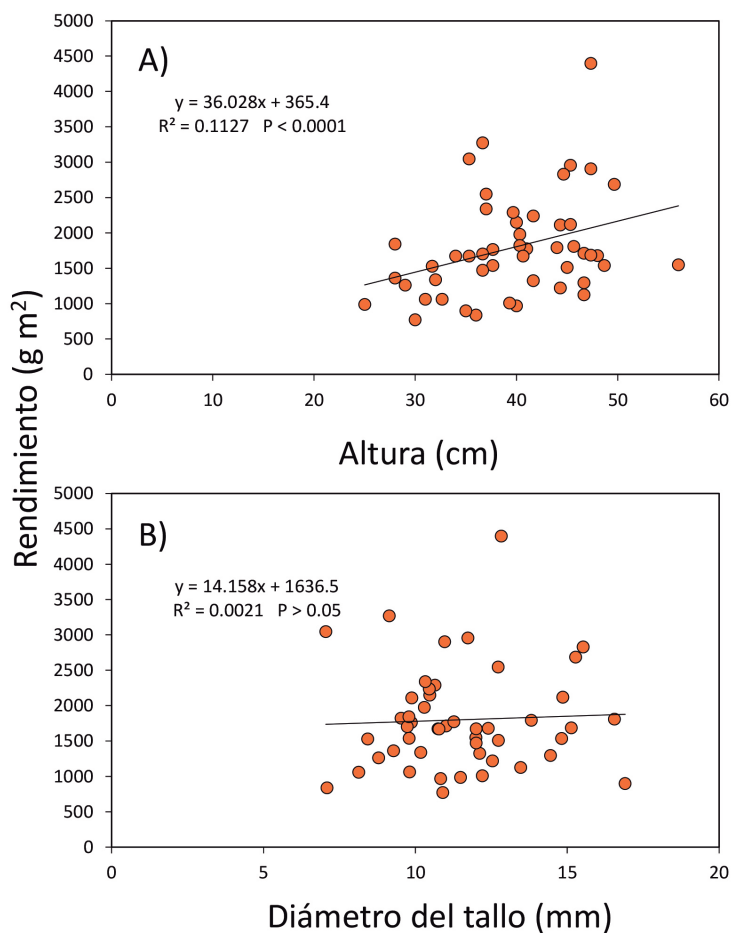 Rendimiento (g m²)
5000
4500
4000
3500
3000
2500
2000
1500
1000
500
0
A)
y = 36.028x + 365.4
R² = 0.1127 P < 0.0001
0 10 20 30 40 50 60
Altura (cm)
5000
4500
4000
3500
3000
2500
2000
1500
1000
500
0
B)
y = 14.158x + 1636.5
R² = 0.0021 P > 0.05
0 5 10 15 20
Diámetro del tallo (mm)